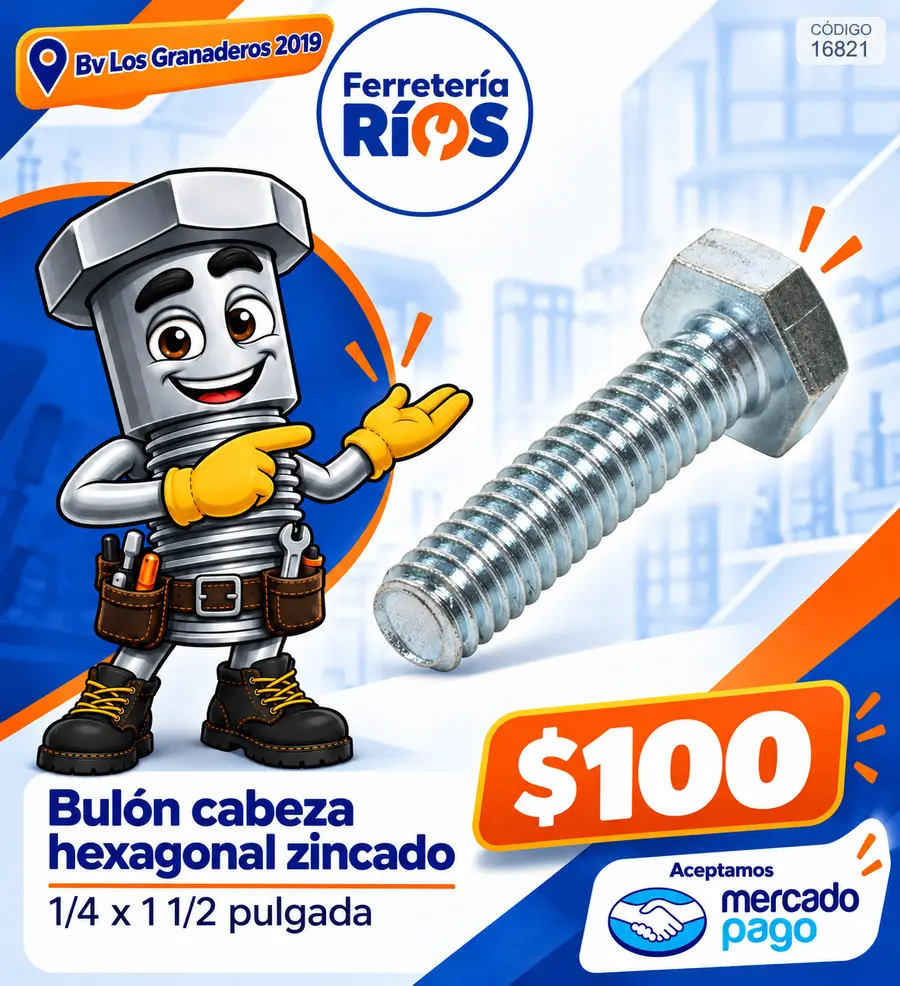 Bv Los Granaderos 2019
Ferretería
RíOS
CÓDIGO
16821
$100
Bulón cabeza
hexagonal zincado
1/4 x 1 1/2 pulgada
Aceptamos
mercado
pago